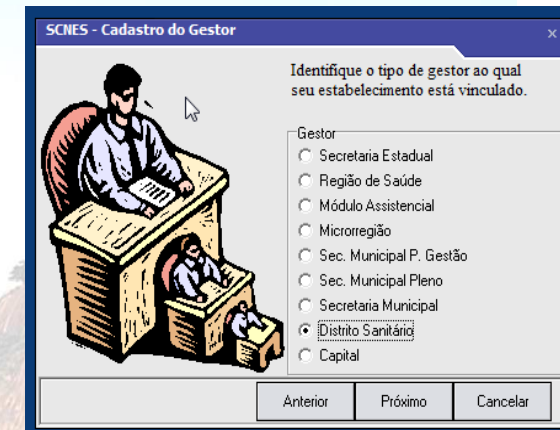 SCNES - Cadastro do Gestor
Identifique o tipo de gestor ao qual
seu estabelecimento está vinculado.
Gestor
Secretaria Estadual
Região de Saúde
Módulo Assistencial
Microrregião
Sec. Municipal P. Gestão
Sec. Municipal Pleno
Secretaria Municipal
Distrito Sanitário
Capital
Anterior Próximo Cancelar